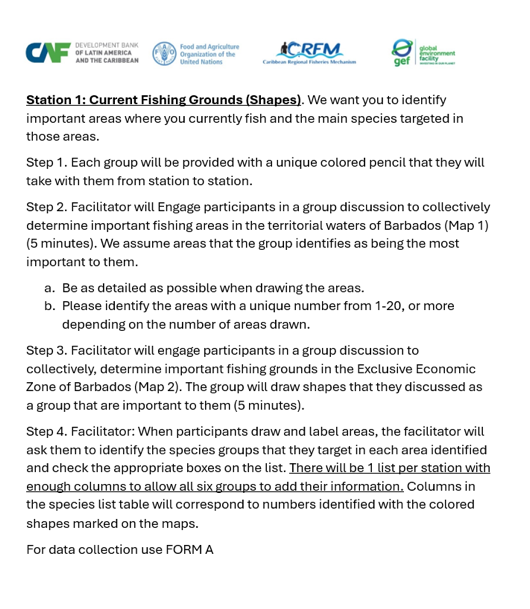 CAF DEVELOPMENT BANK
OF LATIN AMERICA
AND THE CARIBBEAN
Food and Agriculture
Organization of the
United Nations
CRFM
Caribbean Regional Fisheries Mechanism
gef
global
environment
facility
Station 1: Current Fishing Grounds (Shapes). We want you to identify
important areas where you currently fish and the main species targeted in
those areas.
Step 1. Each group will be provided with a unique colored pencil that they will
take with them from station to station.
Step 2. Facilitator will Engage participants in a group discussion to collectively
determine important fishing areas in the territorial waters of Barbados (Map 1)
(5 minutes). We assume areas that the group identifies as being the most
important to them.
a. Be as detailed as possible when drawing the areas.
b. Please identify the areas with a unique number from 1-20, or more
depending on the number of areas drawn.
Step 3. Facilitator will engage participants in a group discussion to
collectively, determine important fishing grounds in the Exclusive Economic
Zone of Barbados (Map 2). The group will draw shapes that they discussed as
a group that are important to them (5 minutes).
Step 4. Facilitator: When participants draw and label areas, the facilitator will
ask them to identify the species groups that they target in each area identified
and check the appropriate boxes on the list. There will be 1 list per station with
enough columns to allow all six groups to add their information. Columns in
the species list table will correspond to numbers identified with the colored
shapes marked on the maps.
For data collection use FORM A